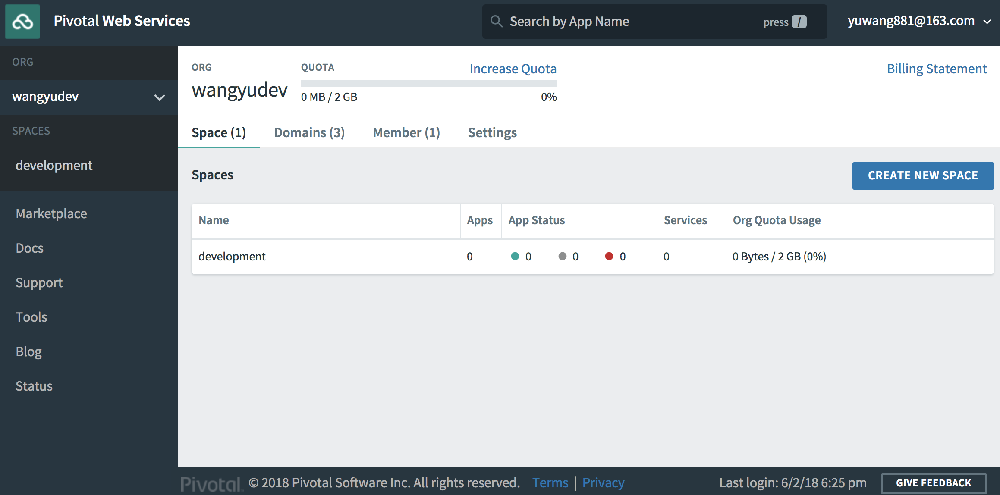 Pivotal Web Services
Search by App Name
press /
yuwang881@163.com
ORG
wangyudev
SPACES
development
Marketplace
Docs
Support
Tools
Blog
Status
ORG
wangyudev
QUOTA
Increase Quota
0 MB / 2 GB
0%
Billing Statement
Space (1)
Domains (3)
Member (1)
Settings
Spaces
CREATE NEW SPACE
Name Apps App Status Services Org Quota Usage
development 0 0 0 0 0 0 Bytes / 2 GB (0%)
Pivotal. © 2018 Pivotal Software Inc. All rights reserved. Terms | Privacy
Last login: 6/2/18 6:25 pm
GIVE FEEDBACK